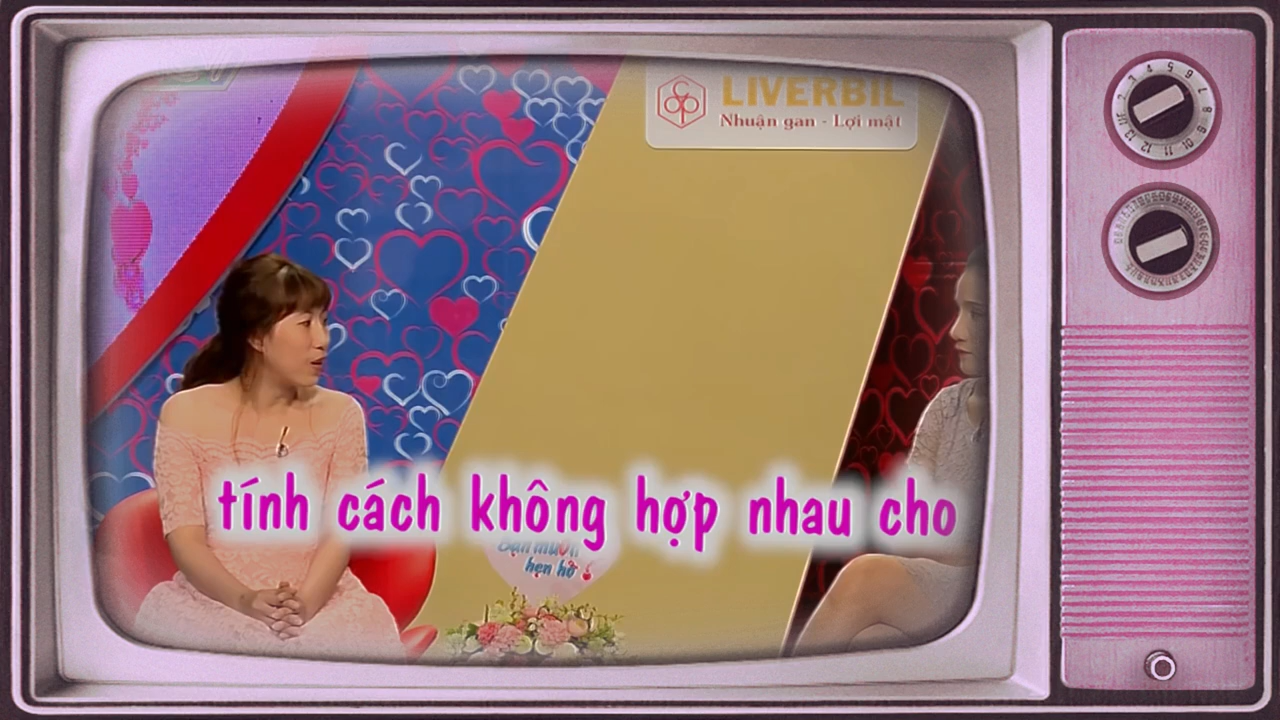 LIVERBIL
Nhuận gan - Lợi mật
tính cách không hợp nhau cho
Bạn muốn
hẹn hò